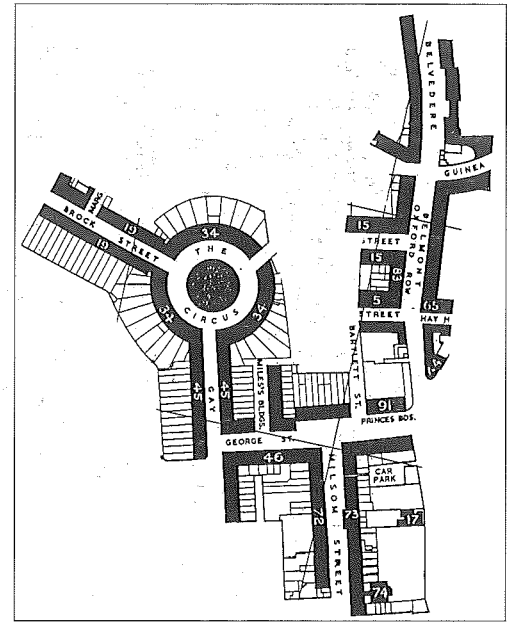 BELVEDERE
GUINEA
MARG
BROCK STREET
19
19
34
THE CIRCUS
34
34
15
STREET
15
83
BELMONT
OXFORD ROW
5
STREET
65
HAY H
44
BARTLETT ST.
MILES'S BLDGS.
45
GAY
45
91
PRINCES BDS.
GEORGE ST.
46
MILSOM STREET
72
73
CAR PARK
17
74